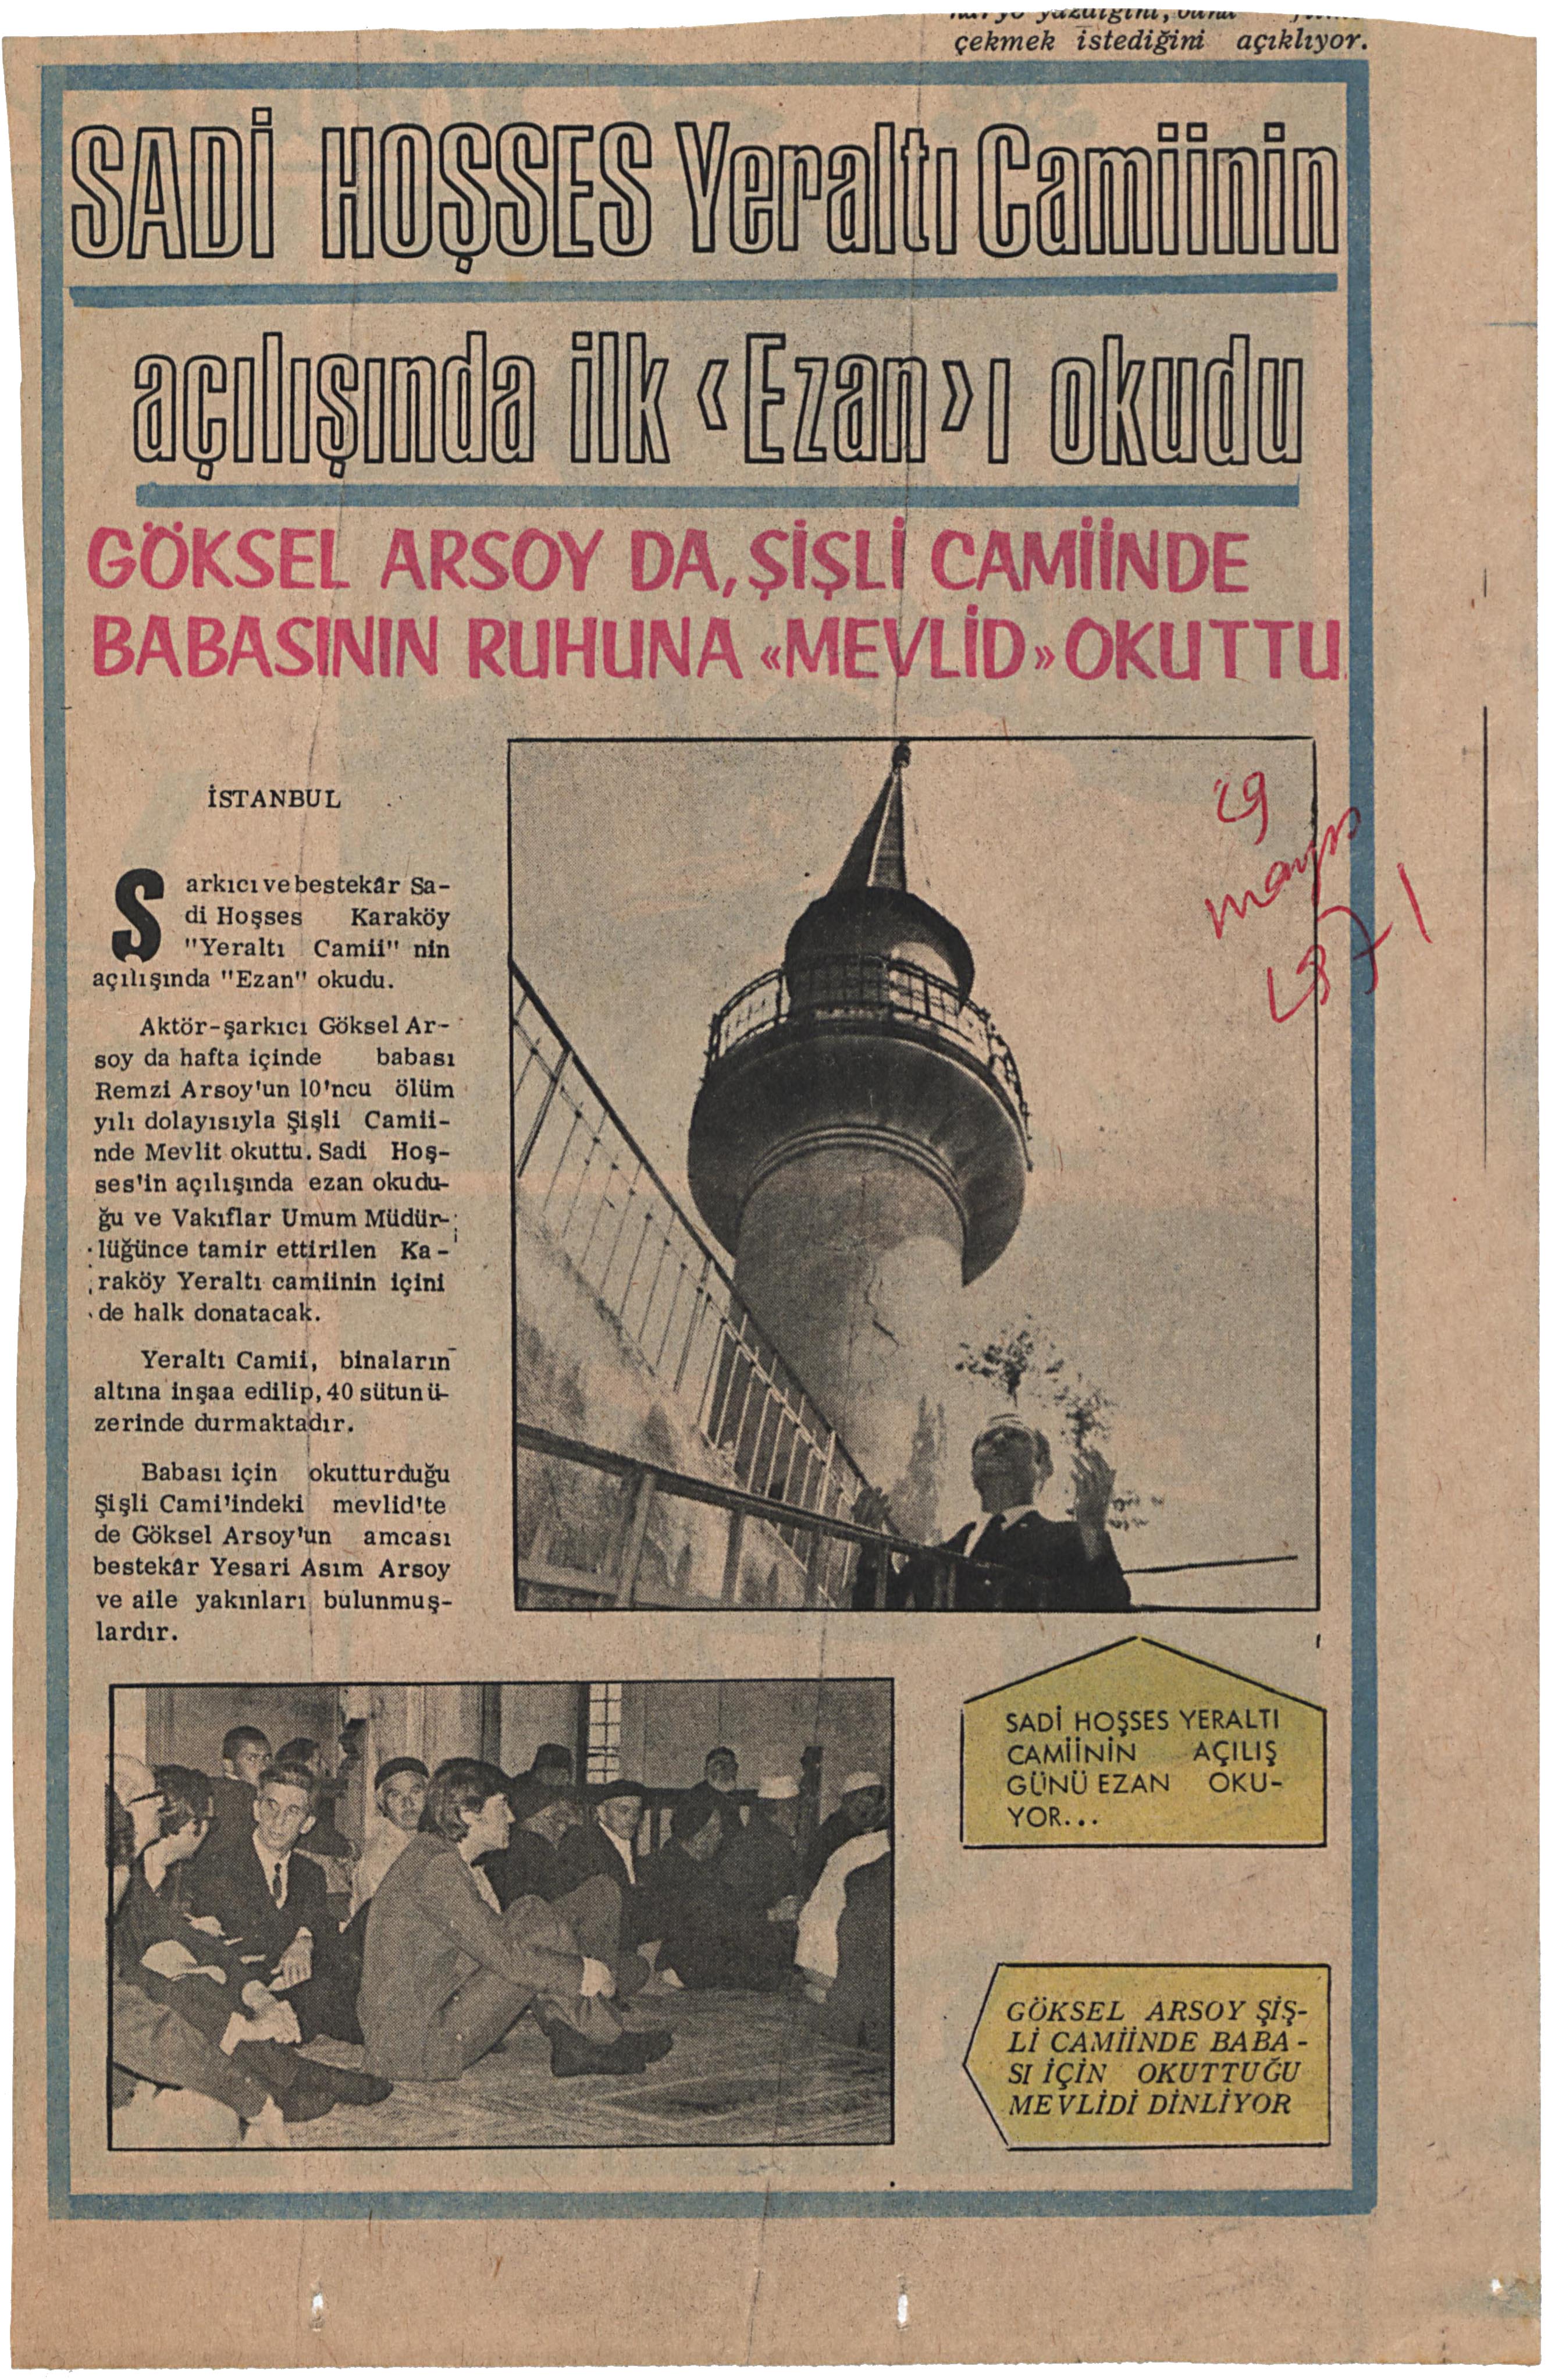 çekmek istediğini açıklıyor.
SADİ HOŞSES Yeraltı Camiinin
açılışında ilk ‹Ezan›ı okudu
GÖKSEL ARSOY DA, ŞİŞLİ CAMİİNDE
BABASININ RUHUNA «MEVLİD» OKUTTU
İSTANBUL
Sarkıcı ve bestekâr Sa-
di Hoşses Karaköy
"Yeraltı Camii" nin
açılışında "Ezan" okudu.
Aktör-şarkıcı Göksel Ar-
soy da hafta içinde babası
Remzi Arsoy'un 10'ncu ölüm
yılı dolayısıyla Şişli Camii-
nde Mevlit okuttu. Sadi Hoş-
ses'in açılışında ezan okudu-
ğu ve Vakıflar Umum Müdür-
lüğünce tamir ettirilen Ka-
raköy Yeraltı camiinin içini
de halk donatacak.
Yeraltı Camii, binaların
altına inşaa edilip, 40 sütun ü-
zerinde durmaktadır.
Babası için okutturduğu
Şişli Cami'indeki mevlid'te
de Göksel Arsoy'un amcası
bestekâr Yesari Asım Arsoy
ve aile yakınları bulunmuş-
lardır.
29
mayıs
1971
SADİ HOŞSES YERALTI
CAMİİNİN AÇILIŞ
GÜNÜ EZAN OKU-
YOR...
GÖKSEL ARSOY ŞİŞ-
Lİ CAMİİNDE BABA-
SI İÇİN OKUTTUĞU
MEVLİDİ DİNLİYOR